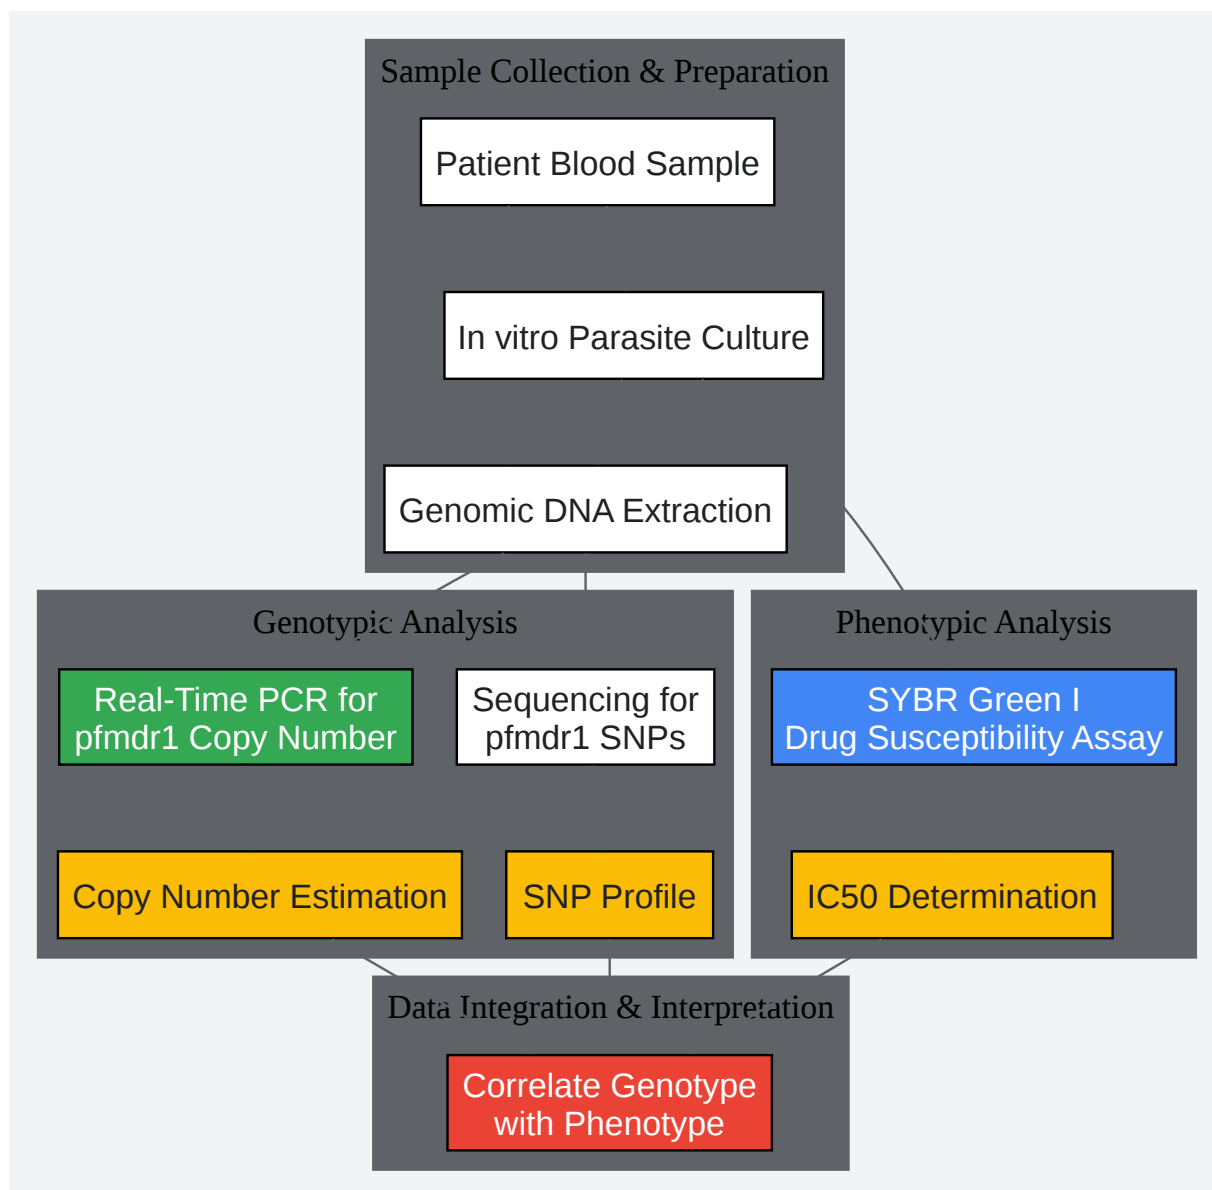 Sample Collection & Preparation
Patient Blood Sample
In vitro Parasite Culture
Genomic DNA Extraction
Genotypic Analysis
Real-Time PCR for
pfmdr1 Copy Number
Sequencing for
pfmdr1 SNPs
Copy Number Estimation
SNP Profile
Phenotypic Analysis
SYBR Green I
Drug Susceptibility Assay
IC50 Determination
Data Integration & Interpretation
Correlate Genotype
with Phenotype